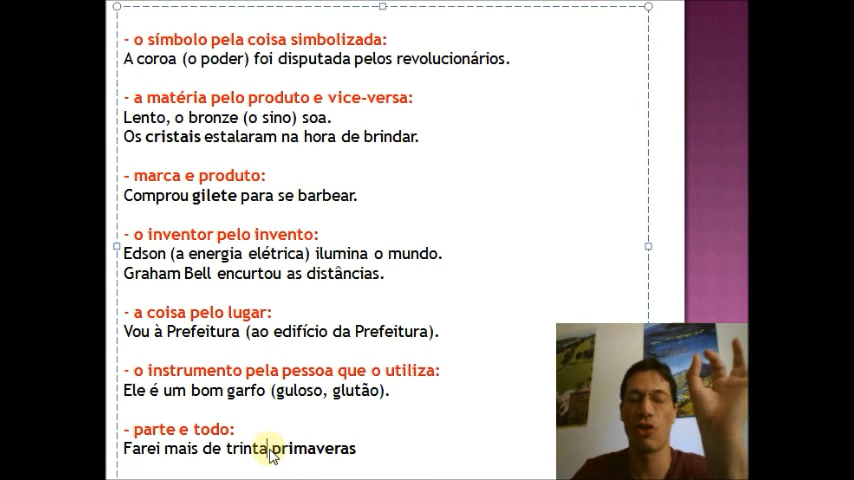 - o símbolo pela coisa simbolizada:
A coroa (o poder) foi disputada pelos revolucionários.
- a matéria pelo produto e vice-versa:
Lento, o bronze (o sino) soa.
Os cristais estalaram na hora de brindar.
- marca e produto:
Comprou gilete para se barbear.
- o inventor pelo invento:
Edson (a energia elétrica) ilumina o mundo.
Graham Bell encurtou as distâncias.
- a coisa pelo lugar:
Vou à Prefeitura (ao edifício da Prefeitura).
- o instrumento pela pessoa que o utiliza:
Ele é um bom garfo (guloso, glutão).
- parte e todo:
Farei mais de trinta primaveras